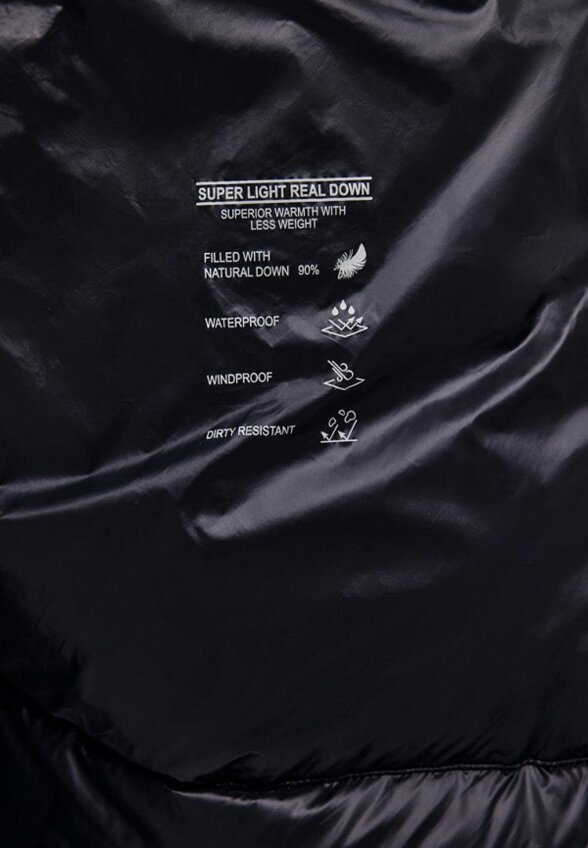 SUPER LIGHT REAL DOWN
SUPERIOR WARMTH WITH
LESS WEIGHT
FILLED WITH
NATURAL DOWN 90%
WATERPROOF
WINDPROOF
DIRTY RESISTANT